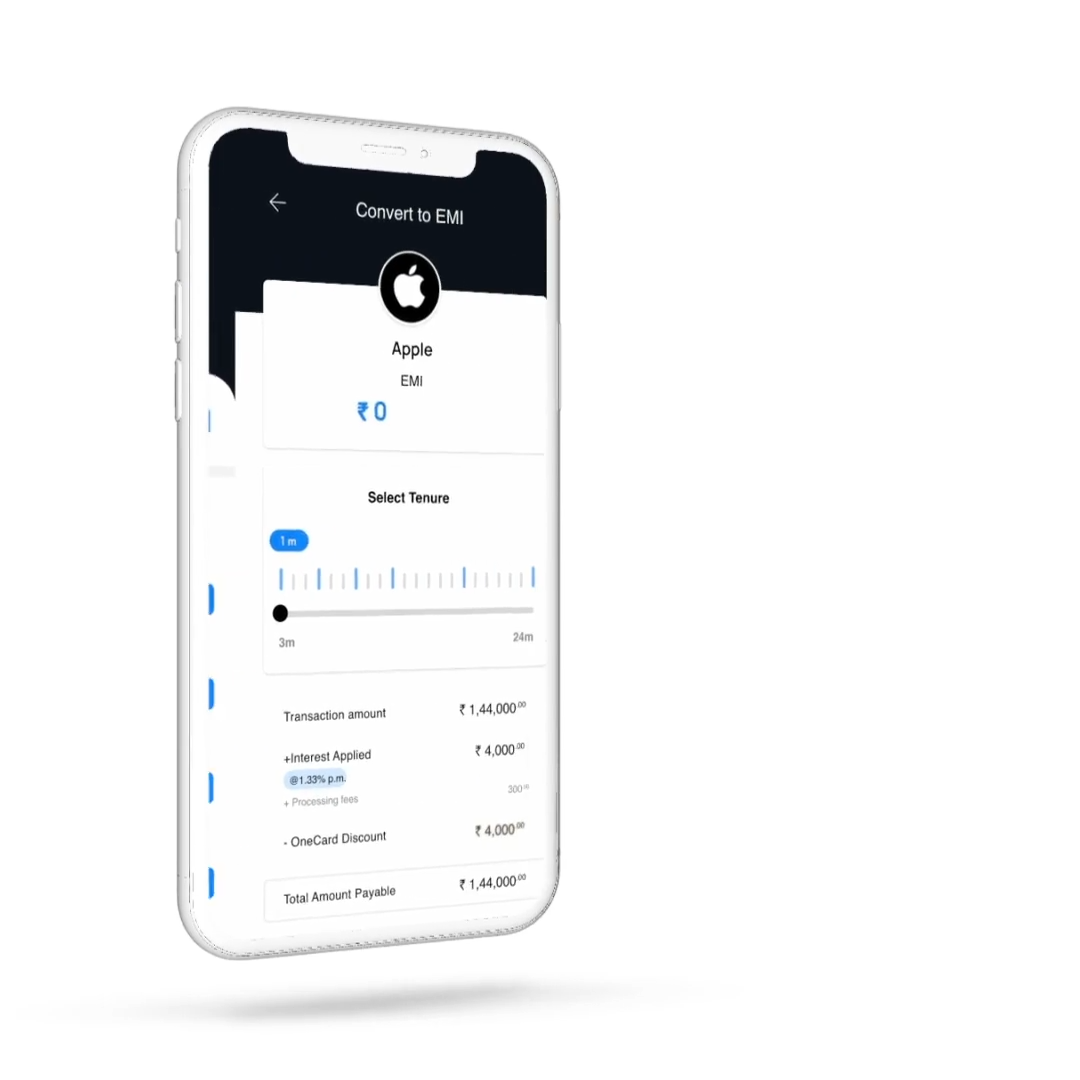 Convert to EMI
Apple
EMI
₹ 0
Select Tenure
1 m
3m 24m
Transaction amount ₹ 1,44,000.00
+Interest Applied ₹ 4,000.00
@1.33% p.m.
+ Processing fees 300.00
- OneCard Discount ₹ 4,000.00
Total Amount Payable ₹ 1,44,000.00